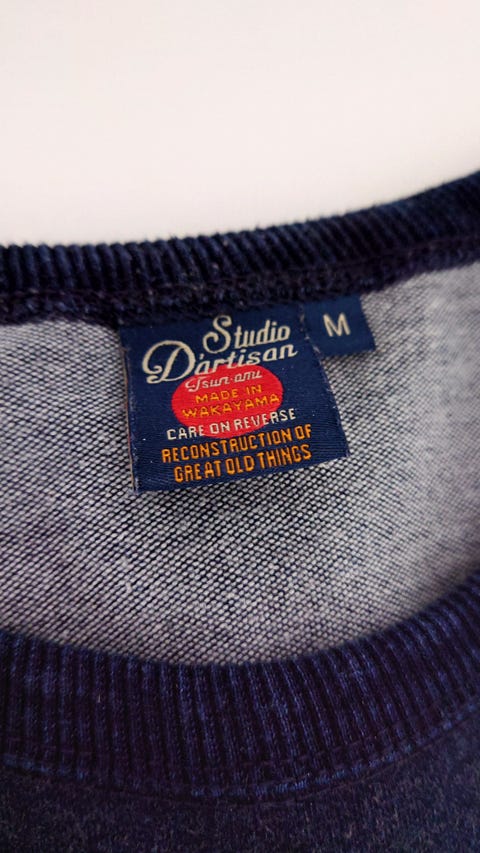 Studio
D'artisan
Tsuri-ami
MADE IN
WAKAYAMA
CARE ON REVERSE
RECONSTRUCTION OF
GREAT OLD THINGS
M